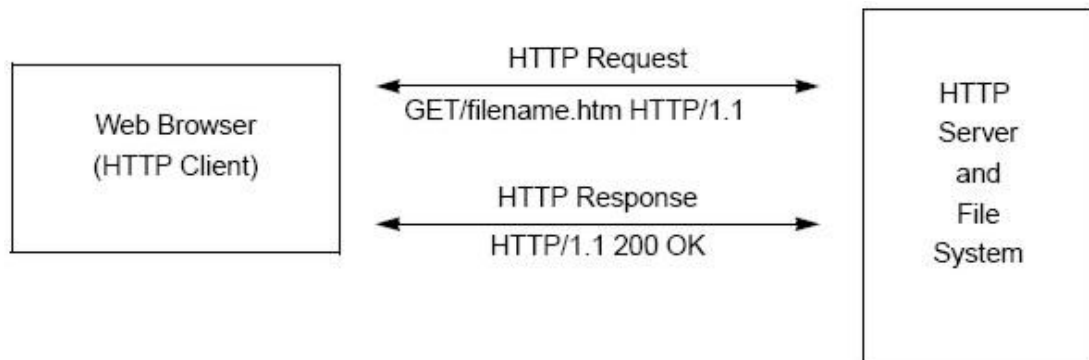 Web Browser
(HTTP Client)
HTTP Request
GET/filename.htm HTTP/1.1
HTTP Response
HTTP/1.1 200 OK
HTTP
Server
and
File
System